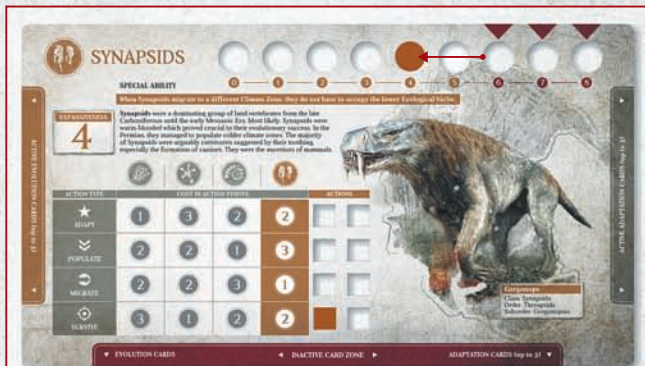 SYNAPSIDS
0 1 2 3 4 5 6 7 8
SPECIAL ABILITY
When Synapsids migrate to a different Climate Zone, they do not have to occupy the lower Ecological Niche.
EXPANSIVENESS
4
Synapsids were a dominating group of land vertebrates from the late
Carboniferous until the early Mesozoic Era. Most likely, Synapsids were
warm-blooded which proved crucial to their evolutionary success. In the
Permian, they managed to populate colder climate zones. The majority
of Synapsids were arguably carnivores suggested by their toothing,
especially the formation of canines. They were the ancestors of mammals.
ACTION TYPE COST IN ACTION POINTS ACTIONS
ADAPT 1 3 2 2
POPULATE 2 2 1 3
MIGRATE 2 2 3 1
SURVIVE 3 1 2 2
Gorgonops
Class: Synapsida
Order: Therapsida
Suborder: Gorgonopsia
ACTIVE EVOLUTION CARDS (up to 3)
ACTIVE ADAPTATION CARDS (up to 3)
EVOLUTION CARDS INACTIVE CARD ZONE ADAPTATION CARDS (up to 3)